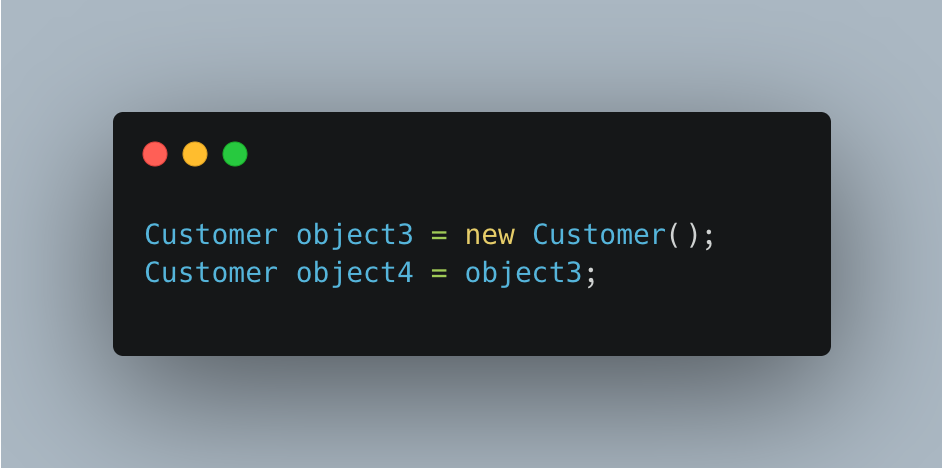 Customer object3 = new Customer();
Customer object4 = object3;